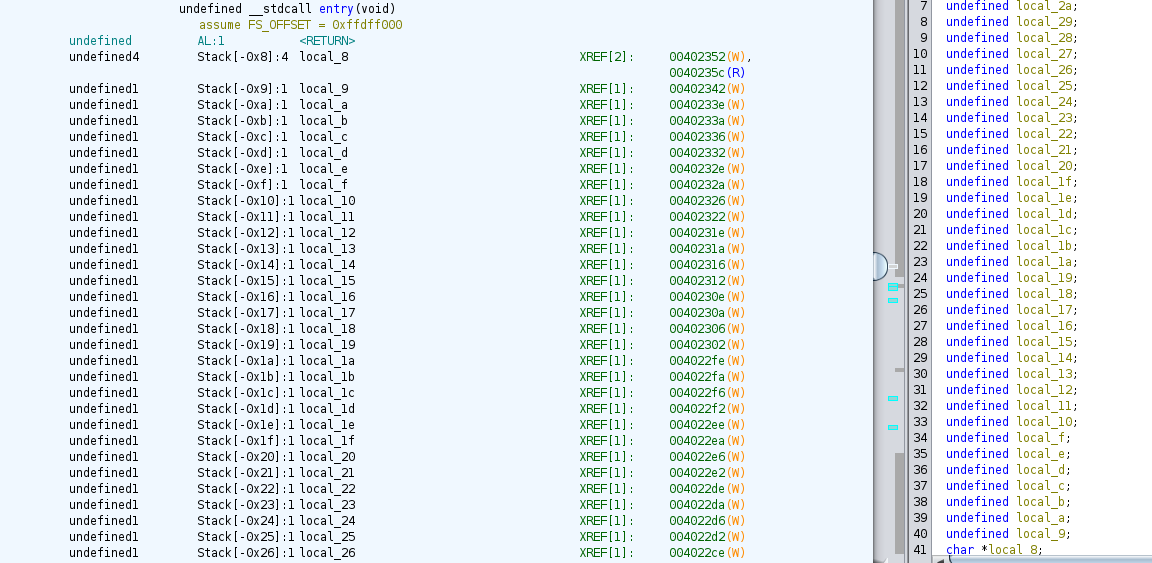 undefined __stdcall entry(void)
assume FS_OFFSET = 0xffdff000
undefined AL:1 <RETURN>
undefined4 Stack[-0x8]:4 local_8 XREF[2]: 00402352(W),
0040235c(R)
undefined1 Stack[-0x9]:1 local_9 XREF[1]: 00402342(W)
undefined1 Stack[-0xa]:1 local_a XREF[1]: 0040233e(W)
undefined1 Stack[-0xb]:1 local_b XREF[1]: 0040233a(W)
undefined1 Stack[-0xc]:1 local_c XREF[1]: 00402336(W)
undefined1 Stack[-0xd]:1 local_d XREF[1]: 00402332(W)
undefined1 Stack[-0xe]:1 local_e XREF[1]: 0040232e(W)
undefined1 Stack[-0xf]:1 local_f XREF[1]: 0040232a(W)
undefined1 Stack[-0x10]:1 local_10 XREF[1]: 00402326(W)
undefined1 Stack[-0x11]:1 local_11 XREF[1]: 00402322(W)
undefined1 Stack[-0x12]:1 local_12 XREF[1]: 0040231e(W)
undefined1 Stack[-0x13]:1 local_13 XREF[1]: 0040231a(W)
undefined1 Stack[-0x14]:1 local_14 XREF[1]: 00402316(W)
undefined1 Stack[-0x15]:1 local_15 XREF[1]: 00402312(W)
undefined1 Stack[-0x16]:1 local_16 XREF[1]: 0040230e(W)
undefined1 Stack[-0x17]:1 local_17 XREF[1]: 0040230a(W)
undefined1 Stack[-0x18]:1 local_18 XREF[1]: 00402306(W)
undefined1 Stack[-0x19]:1 local_19 XREF[1]: 00402302(W)
undefined1 Stack[-0x1a]:1 local_1a XREF[1]: 004022fe(W)
undefined1 Stack[-0x1b]:1 local_1b XREF[1]: 004022fa(W)
undefined1 Stack[-0x1c]:1 local_1c XREF[1]: 004022f6(W)
undefined1 Stack[-0x1d]:1 local_1d XREF[1]: 004022f2(W)
undefined1 Stack[-0x1e]:1 local_1e XREF[1]: 004022ee(W)
undefined1 Stack[-0x1f]:1 local_1f XREF[1]: 004022ea(W)
undefined1 Stack[-0x20]:1 local_20 XREF[1]: 004022e6(W)
undefined1 Stack[-0x21]:1 local_21 XREF[1]: 004022e2(W)
undefined1 Stack[-0x22]:1 local_22 XREF[1]: 004022de(W)
undefined1 Stack[-0x23]:1 local_23 XREF[1]: 004022da(W)
undefined1 Stack[-0x24]:1 local_24 XREF[1]: 004022d6(W)
undefined1 Stack[-0x25]:1 local_25 XREF[1]: 004022d2(W)
undefined1 Stack[-0x26]:1 local_26 XREF[1]: 004022ce(W)
7 undefined local_2a;
8 undefined local_29;
9 undefined local_28;
10 undefined local_27;
11 undefined local_26;
12 undefined local_25;
13 undefined local_24;
14 undefined local_23;
15 undefined local_22;
16 undefined local_21;
17 undefined local_20;
18 undefined local_1f;
19 undefined local_1e;
20 undefined local_1d;
21 undefined local_1c;
22 undefined local_1b;
23 undefined local_1a;
24 undefined local_19;
25 undefined local_18;
26 undefined local_17;
27 undefined local_16;
28 undefined local_15;
29 undefined local_14;
30 undefined local_13;
31 undefined local_12;
32 undefined local_11;
33 undefined local_10;
34 undefined local_f;
35 undefined local_e;
36 undefined local_d;
37 undefined local_c;
38 undefined local_b;
39 undefined local_a;
40 undefined local_9;
41 char *local_8;